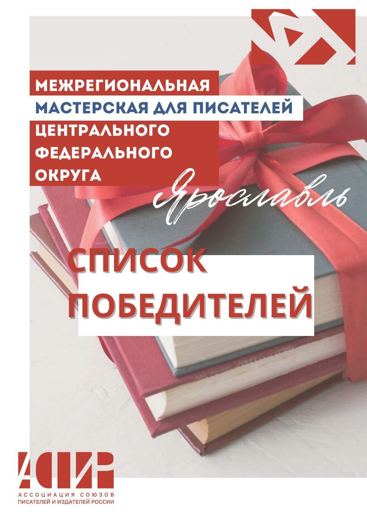 МЕЖРЕГИОНАЛЬНАЯ
МАСТЕРСКАЯ ДЛЯ ПИСАТЕЛЕЙ
ЦЕНТРАЛЬНОГО
ФЕДЕРАЛЬНОГО
ОКРУГА
Ярославль
СПИСОК
ПОБЕДИТЕЛЕЙ
АСПИР
АССОЦИАЦИЯ СОЮЗОВ
ПИСАТЕЛЕЙ И ИЗДАТЕЛЕЙ РОССИИ